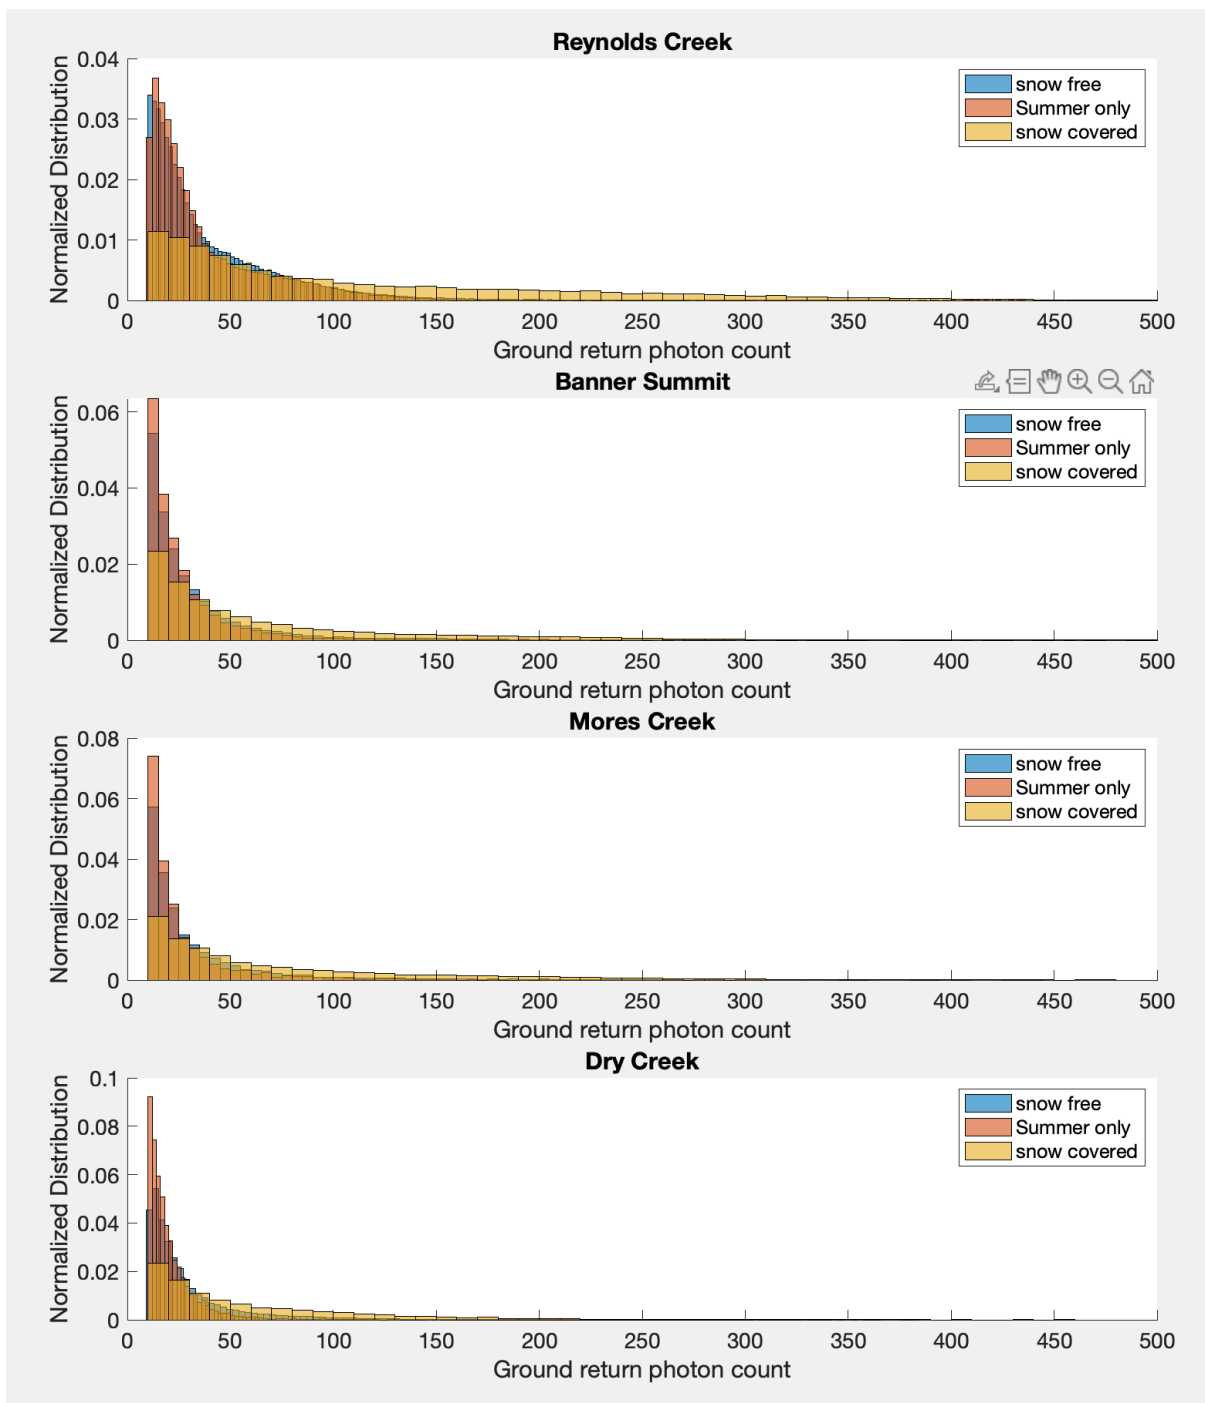 Reynolds Creek
Normalized Distribution
0.04
0.03
0.02
0.01
0
snow free
Summer only
snow covered
0 50 100 150 200 250 300 350 400 450 500
Ground return photon count
Banner Summit
Normalized Distribution
0.06
0.04
0.02
0
snow free
Summer only
snow covered
0 50 100 150 200 250 300 350 400 450 500
Ground return photon count
Mores Creek
Normalized Distribution
0.08
0.06
0.04
0.02
0
snow free
Summer only
snow covered
0 50 100 150 200 250 300 350 400 450 500
Ground return photon count
Dry Creek
Normalized Distribution
0.1
0.08
0.06
0.04
0.02
0
snow free
Summer only
snow covered
0 50 100 150 200 250 300 350 400 450 500
Ground return photon count